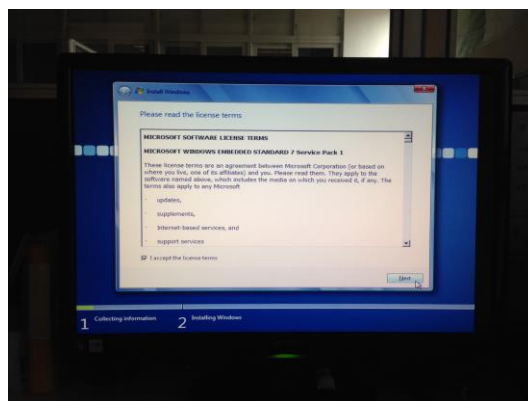 Install Windows
Please read the license terms
MICROSOFT SOFTWARE LICENSE TERMS
MICROSOFT WINDOWS EMBEDDED STANDARD 7 Service Pack 1
These license terms are an agreement between Microsoft Corporation (or based on
where you live, one of its affiliates) and you. Please read them. They apply to the
software named above, which includes the media on which you received it, if any. The
terms also apply to any Microsoft
· updates,
· supplements,
· Internet-based services, and
· support services
I accept the license terms
Next
1 Collecting information 2 Installing Windows